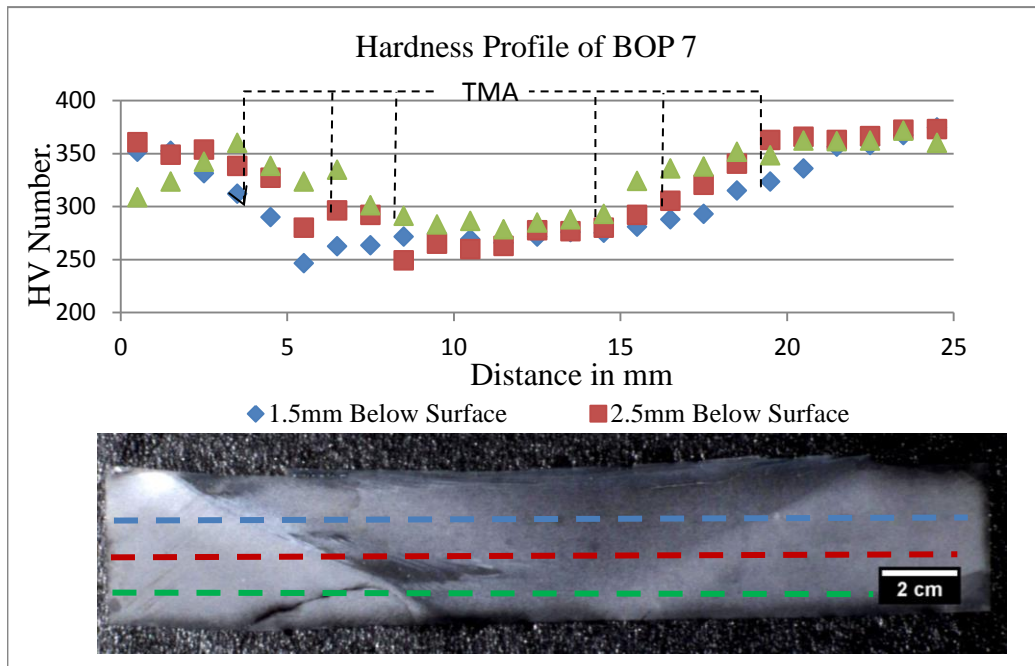 Hardness Profile of BOP 7
TMA
400
350
300
250
200
HV Number.
0 5 10 15 20 25
Distance in mm
1.5mm Below Surface 2.5mm Below Surface
2 cm